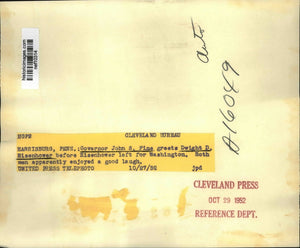 historicimages.com
auto
A16049
NSPZ CLEVELAND BUREAU
HARRISBURG, PENN.,:Governor John S. Fine greets Dwight D.
Eisenhower before Eisenhower left for Washington. Both
men apparently enjoyed a good laugh.
UNITED PRESS TELEPHOTO 10/27/52 jpd
CLEVELAND PRESS
OCT 29 1952
REFERENCE DEPT.